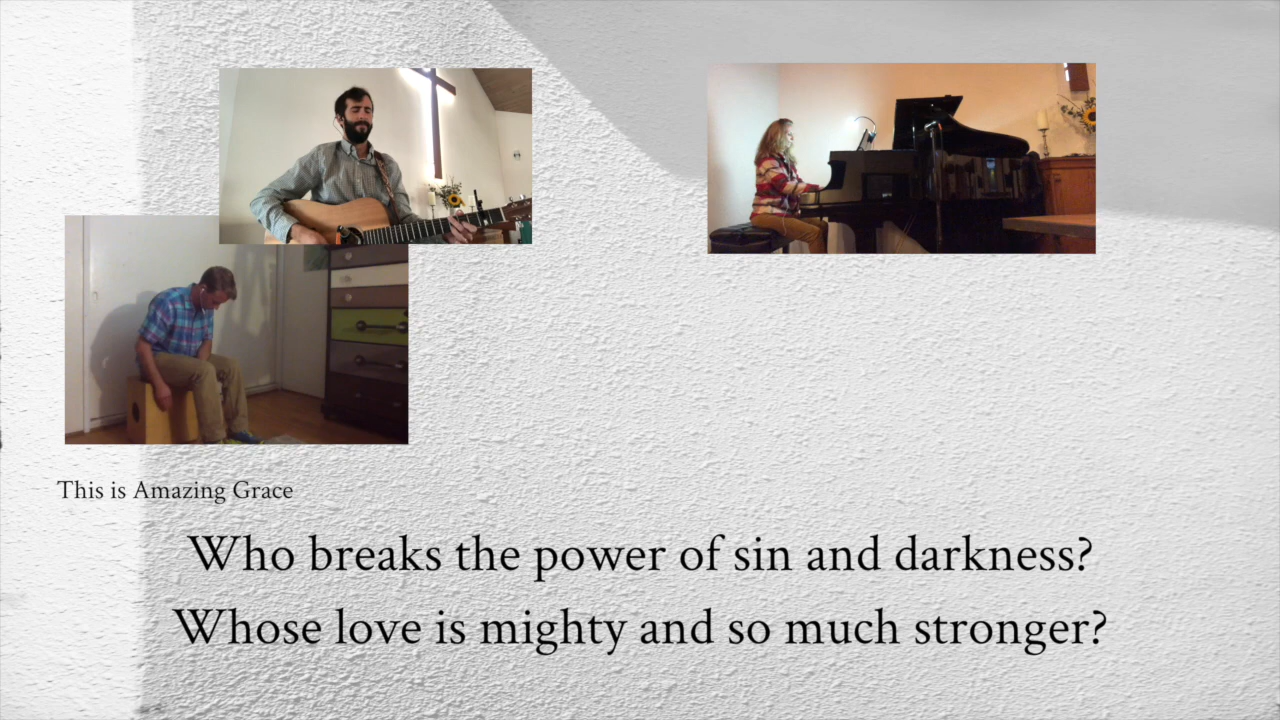 This is Amazing Grace
Who breaks the power of sin and darkness?
Whose love is mighty and so much stronger?